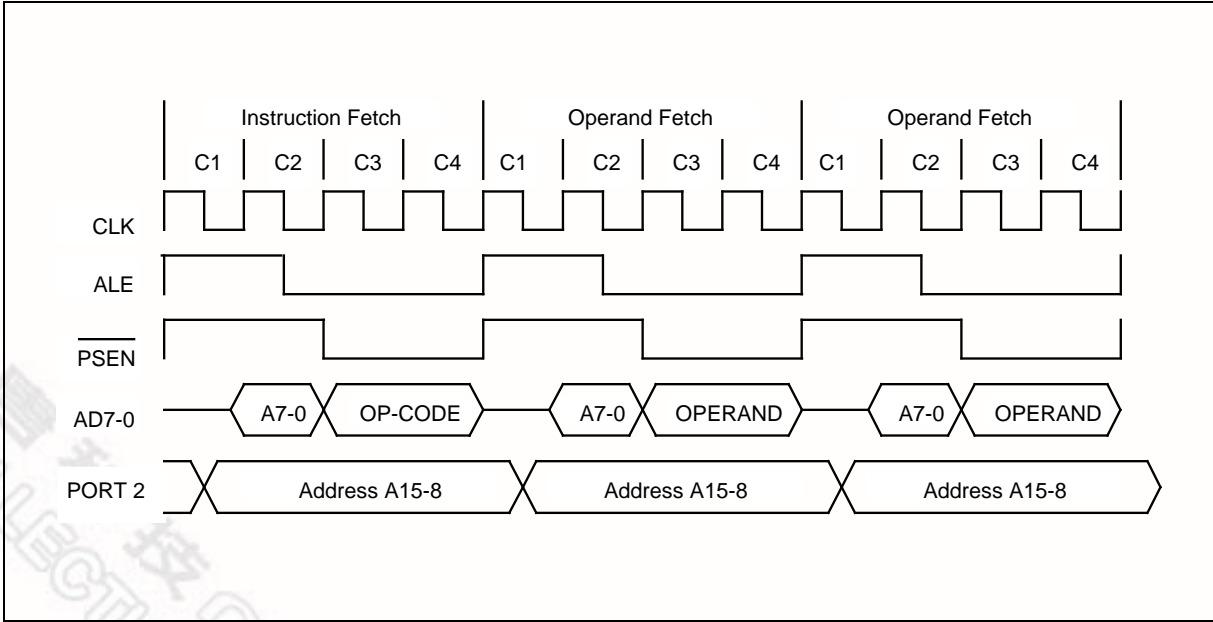 Instruction Fetch Operand Fetch Operand Fetch
C1 C2 C3 C4 C1 C2 C3 C4 C1 C2 C3 C4
CLK
ALE
PSEN
AD7-0 A7-0 OP-CODE A7-0 OPERAND A7-0 OPERAND
PORT 2 Address A15-8 Address A15-8 Address A15-8